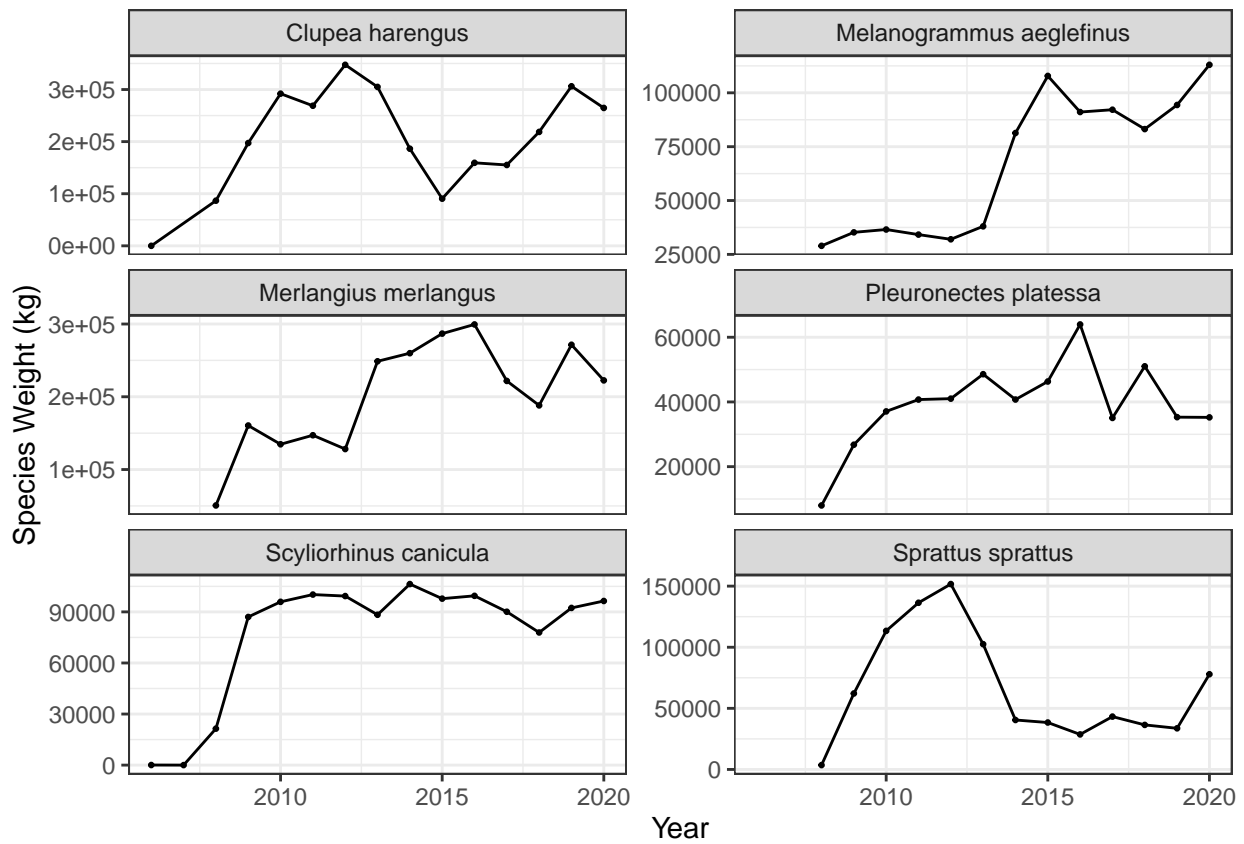 Clupea harengus
Melanogrammus aeglefinus
3e+05
2e+05
1e+05
0e+00
100000
75000
50000
25000
Merlangius merlangus
Pleuronectes platessa
3e+05
2e+05
1e+05
60000
40000
20000
Scyliorhinus canicula
Sprattus sprattus
90000
60000
30000
0
150000
100000
50000
0
2010 2015 2020
2010 2015 2020
Year
Species Weight (kg)